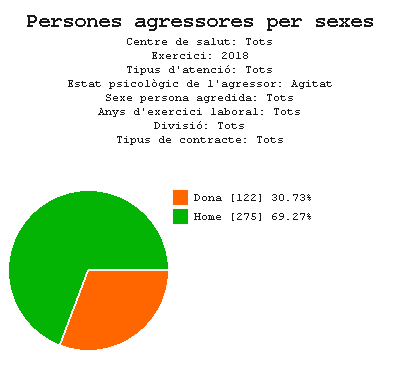 Persones agressores per sexes
Centre de salut: Tots
Exercici: 2018
Tipus d'atenció: Tots
Estat psicològic de l'agressor: Agitat
Sexe persona agredida: Tots
Anys d'exercici laboral: Tots
Divisió: Tots
Tipus de contracte: Tots
Dona [122] 30.73%
Home [275] 69.27%